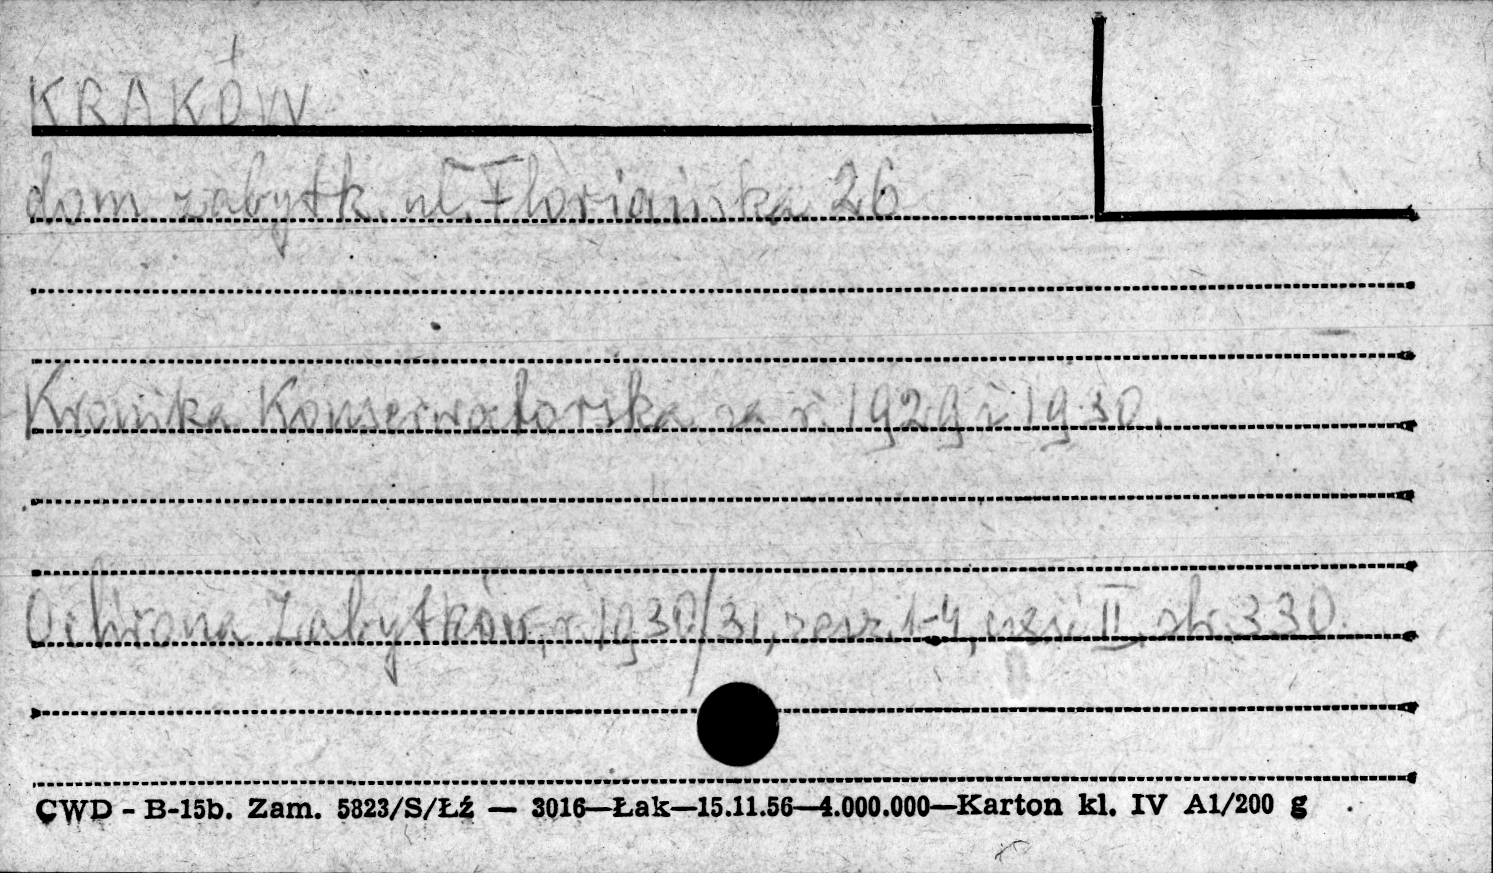 KRAKÓW
dom zabytk. ul. Floriańska 26
Kronika Konserwatorska za r. 1929 i 1930.
Ochrona Zabytków, r. 1930/31, zesz. 1-4, cz. II, str. 330.
CWD - B-15b. Zam. 5823/S/Łź — 3016—Łak—15.11.56—4.000.000—Karton kl. IV A1/200 g